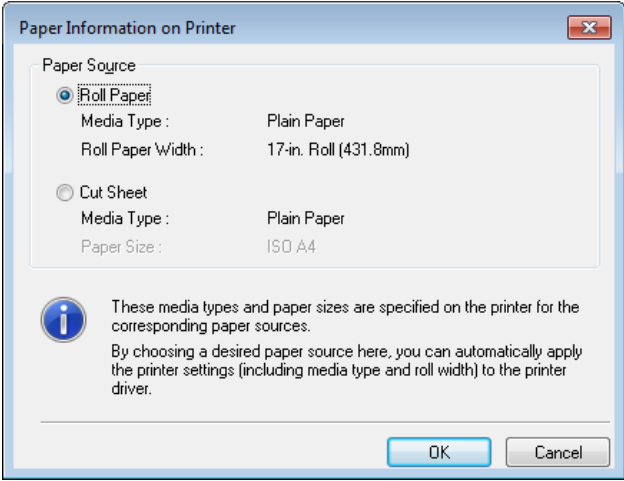 Paper Information on Printer
Paper Source
Roll Paper
Media Type : Plain Paper
Roll Paper Width : 17-in. Roll (431.8mm)
Cut Sheet
Media Type : Plain Paper
Paper Size : ISO A4
These media types and paper sizes are specified on the printer for the
corresponding paper sources.
By choosing a desired paper source here, you can automatically apply
the printer settings (including media type and roll width) to the printer
driver.
OK Cancel